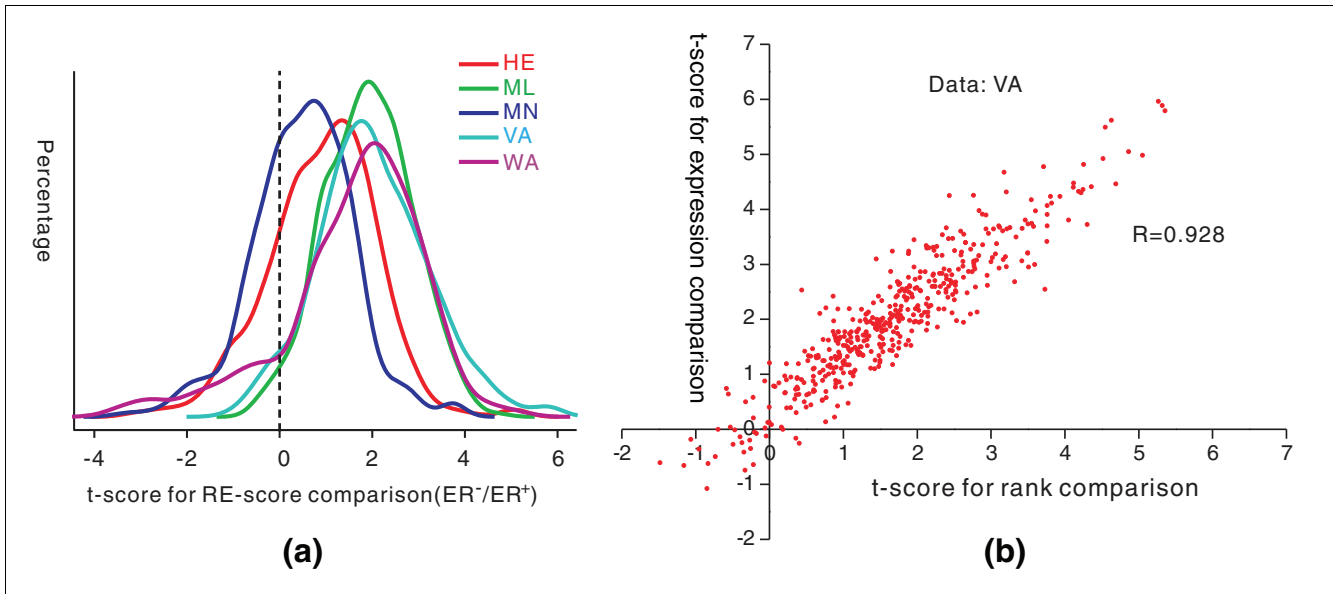 HE
ML
MN
VA
WA
Percentage
-4
-2
0
2
4
6
t-score for RE-score comparison(ER⁻/ER⁺)
(a)
t-score for expression comparison
7
6
5
4
3
2
1
0
-1
-2
Data: VA
R=0.928
-2
-1
0
1
2
3
4
5
6
7
t-score for rank comparison
(b)